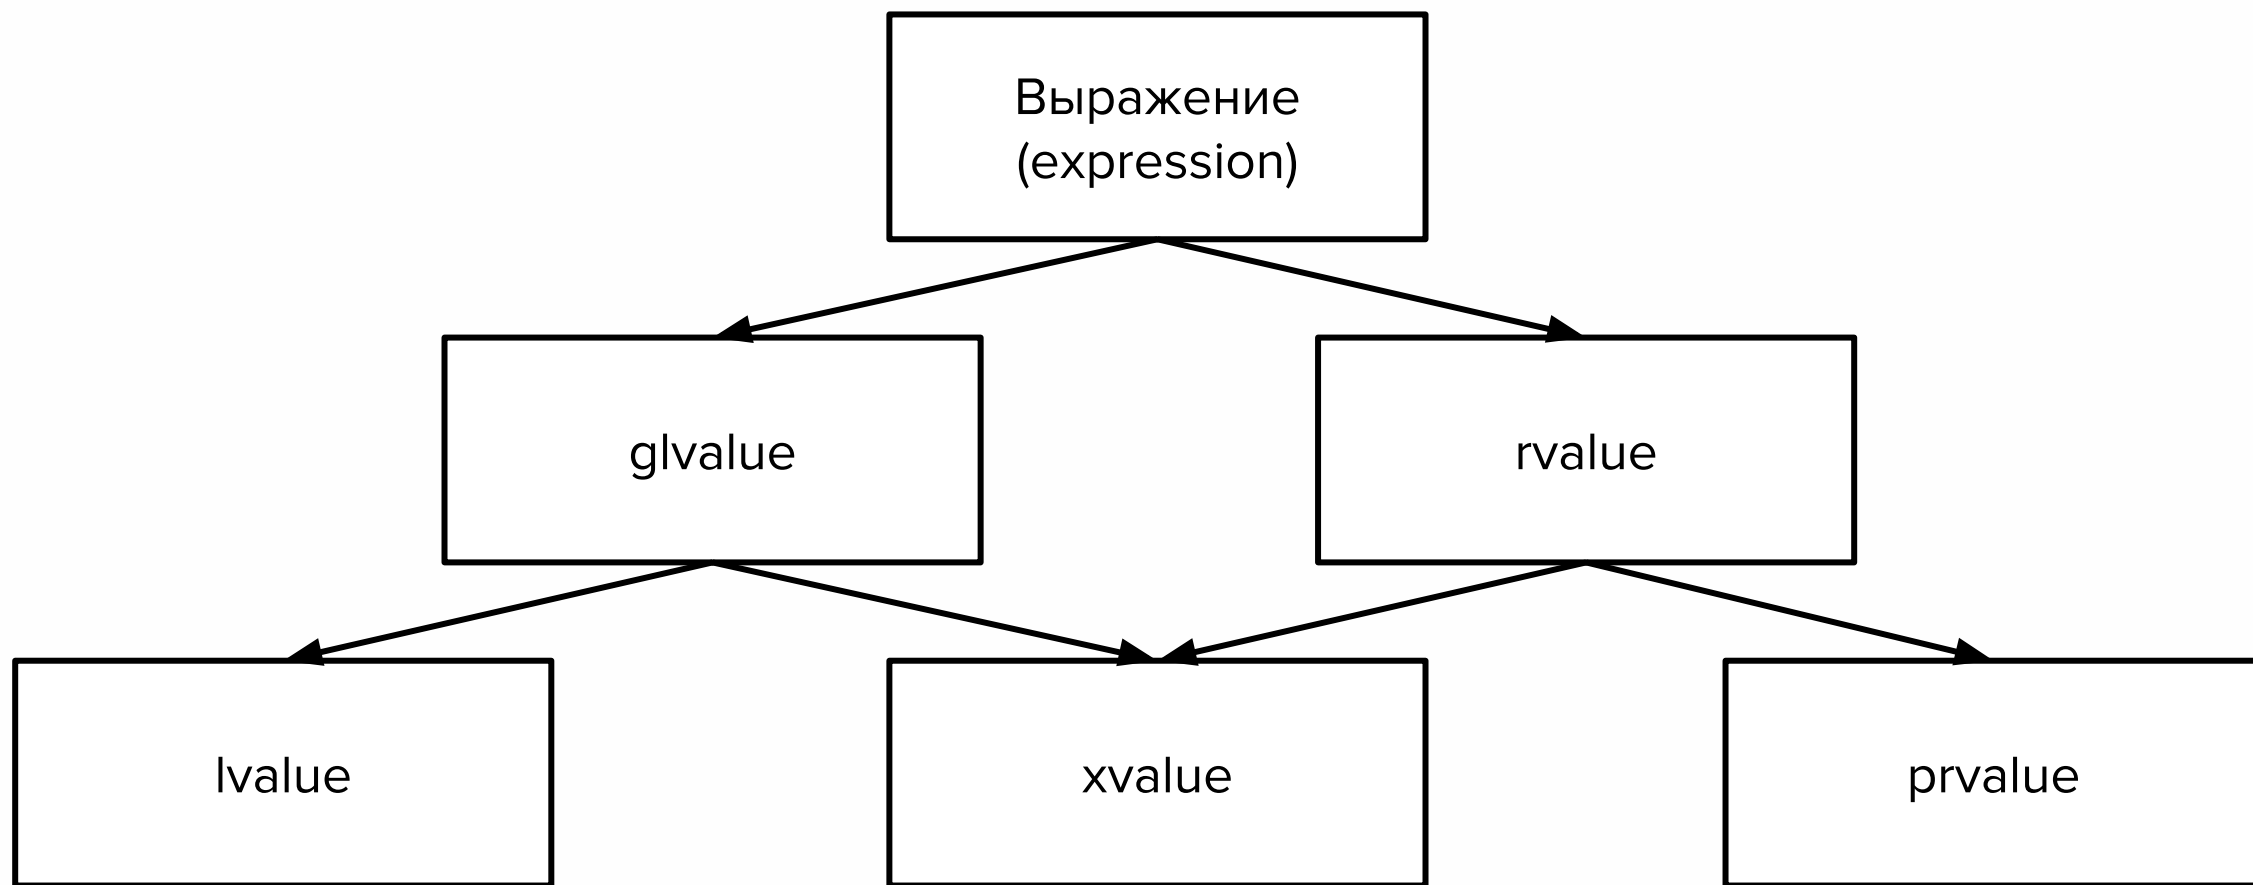 Выражение
(expression)
glvalue
rvalue
lvalue
xvalue
prvalue